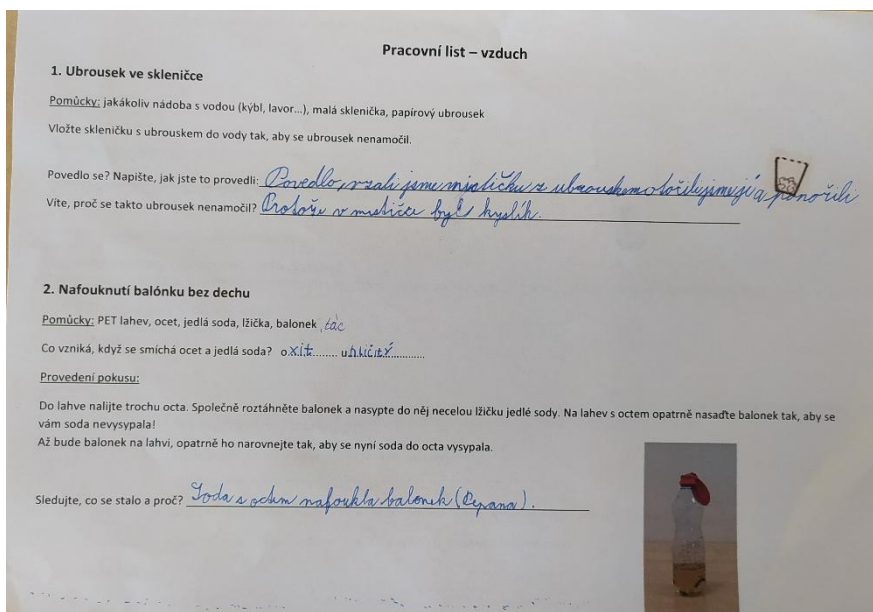 Pracovní list – vzduch
1. Ubrousek ve skleničce
Pomůcky: jakákoliv nádoba s vodou (kýbl, lavor...), malá sklenička, papírový ubrousek
Vložte skleničku s ubrouskem do vody tak, aby se ubrousek nenamočil.
Povedlo se? Napište, jak jste to provedli: Povedlo, vzali jsme z ubrouskem otočili jsme jí a ponořili
Víte, proč se takto ubrousek nenamočil? Protože v byl kyslík.
2. Nafouknutí balónku bez dechu
Pomůcky: PET lahev, ocet, jedlá soda, lžička, balonek, tác
Co vzniká, když se smíchá ocet a jedlá soda? oxit........ uhličitý............
Provedení pokusu:
Do lahve nalijte trochu octa. Společně roztáhněte balonek a nasypte do něj necelou lžičku jedlé sody. Na lahev s octem opatrně nasaďte balonek tak, aby se
vám soda nevysypala!
Až bude balonek na lahvi, opatrně ho narovnejte tak, aby se nyní soda do octa vysypala.
Sledujte, co se stalo a proč? Soda s octem nafoukla balonek